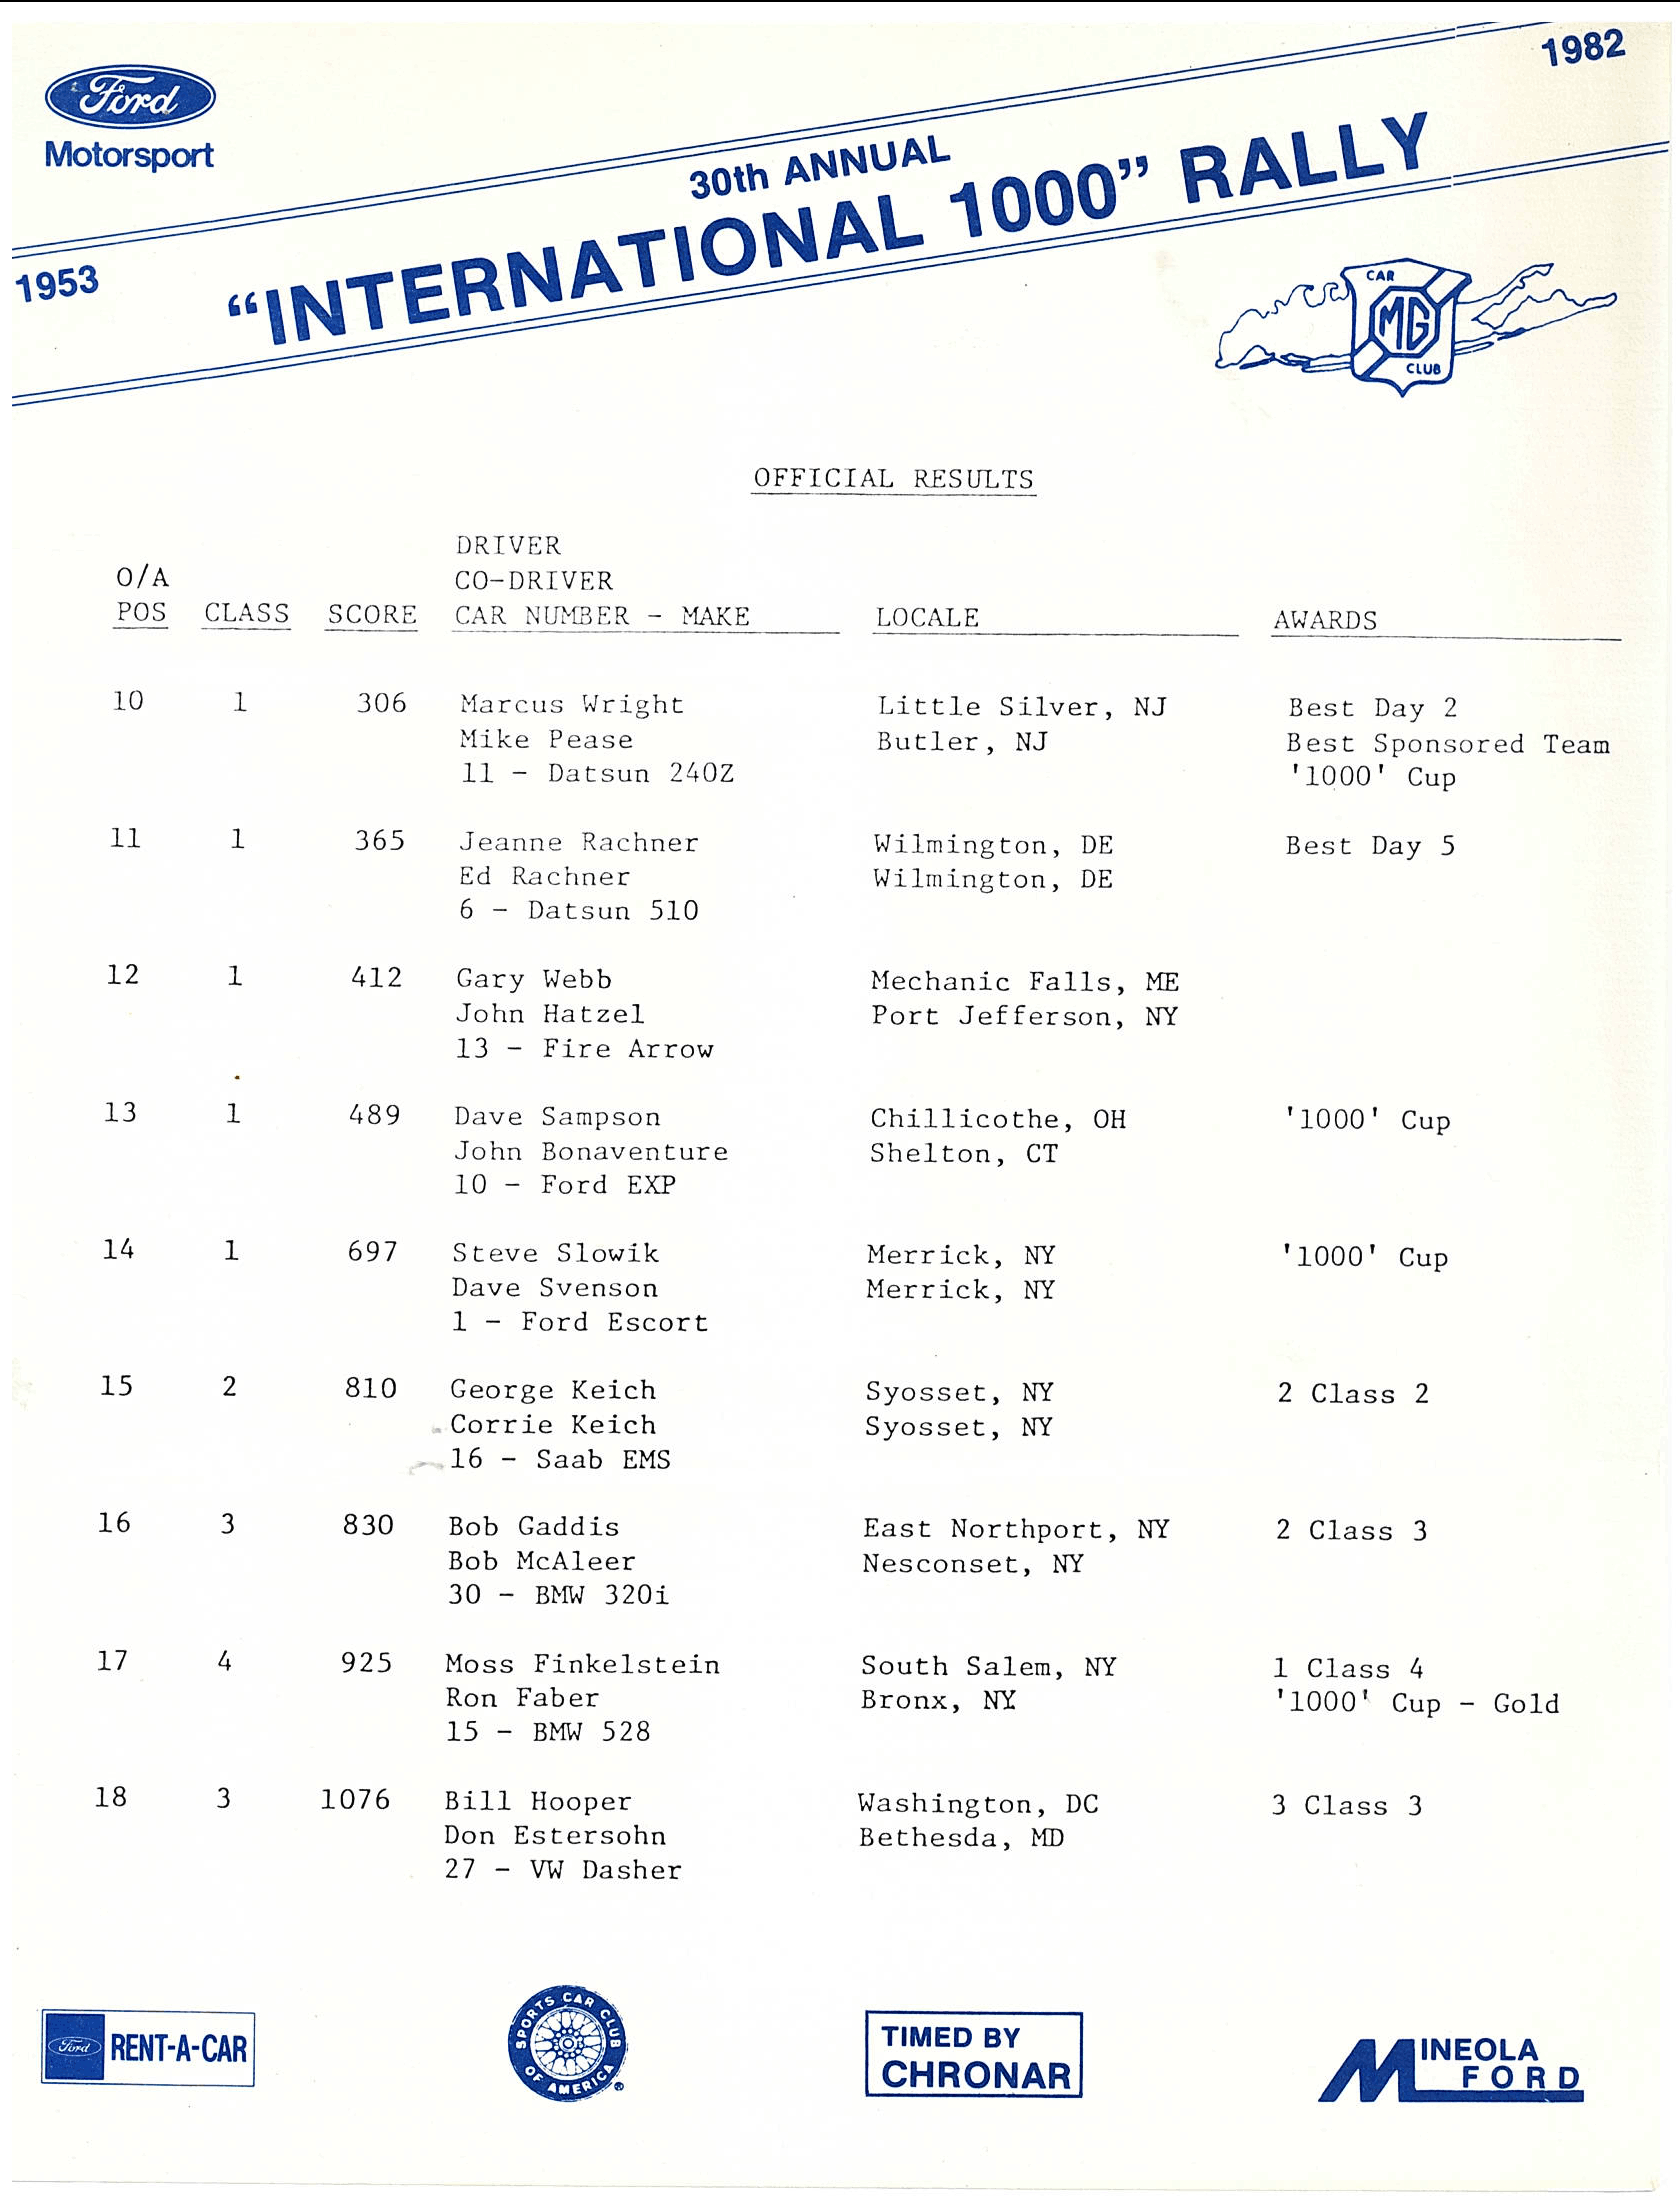 1982
Ford
Motorsport
30th ANNUAL
"INTERNATIONAL 1000" RALLY
1953
CAR
MG
CLUB
OFFICIAL RESULTS
DRIVER
O/A CO-DRIVER
POS CLASS SCORE CAR NUMBER - MAKE LOCALE AWARDS
10 1 306 Marcus Wright Little Silver, NJ Best Day 2
Mike Pease Butler, NJ Best Sponsored Team
11 - Datsun 240Z '1000' Cup
11 1 365 Jeanne Rachner Wilmington, DE Best Day 5
Ed Rachner Wilmington, DE
6 - Datsun 510
12 1 412 Gary Webb Mechanic Falls, ME
John Hatzel Port Jefferson, NY
13 - Fire Arrow
13 1 489 Dave Sampson Chillicothe, OH '1000' Cup
John Bonaventure Shelton, CT
10 - Ford EXP
14 1 697 Steve Slowik Merrick, NY '1000' Cup
Dave Svenson Merrick, NY
1 - Ford Escort
15 2 810 George Keich Syosset, NY 2 Class 2
Corrie Keich Syosset, NY
16 - Saab EMS
16 3 830 Bob Gaddis East Northport, NY 2 Class 3
Bob McAleer Nesconset, NY
30 - BMW 320i
17 4 925 Moss Finkelstein South Salem, NY 1 Class 4
Ron Faber Bronx, NY '1000' Cup - Gold
15 - BMW 528
18 3 1076 Bill Hooper Washington, DC 3 Class 3
Don Estersohn Bethesda, MD
27 - VW Dasher
Ford RENT-A-CAR
SPORTS CAR CLUB OF AMERICA ®
TIMED BY
CHRONAR
MINEOLA
FORD